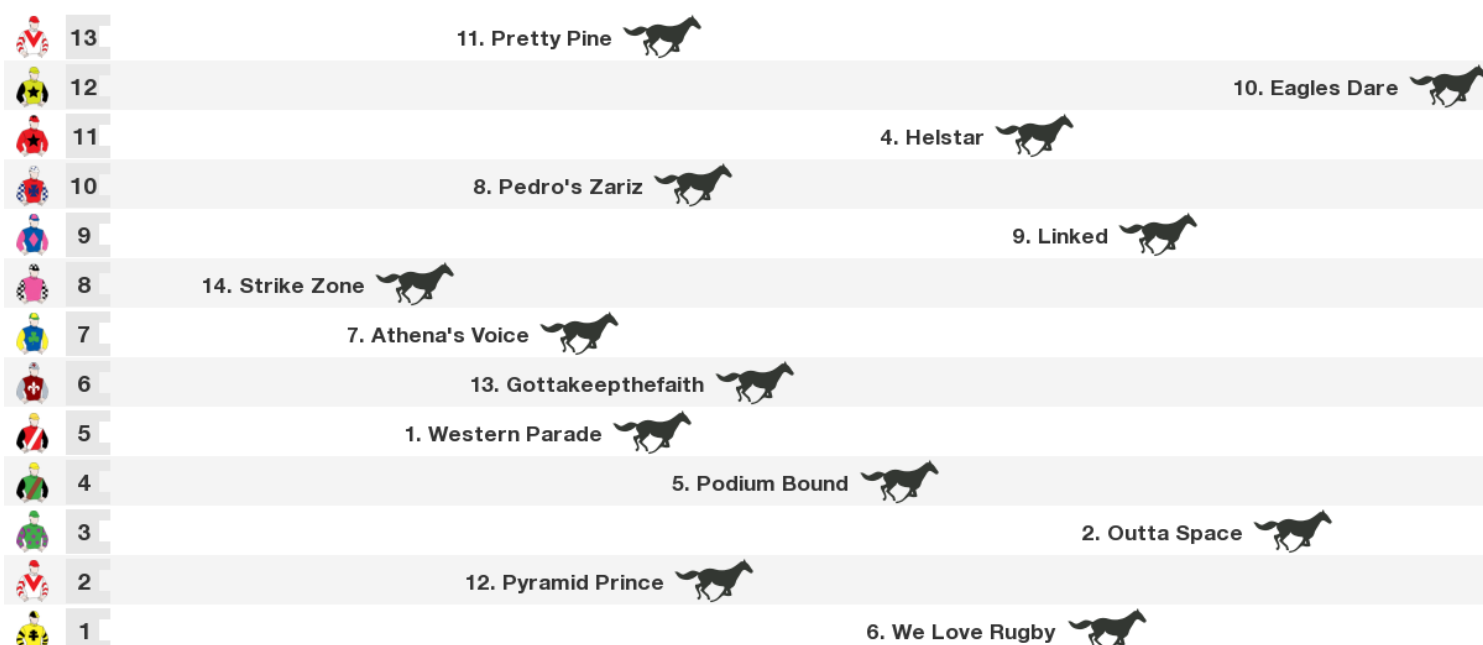 13 11. Pretty Pine
12 10. Eagles Dare
11 4. Helstar
10 8. Pedro's Zariz
9 9. Linked
8 14. Strike Zone
7 7. Athena's Voice
6 13. Gottakeepthefaith
5 1. Western Parade
4 5. Podium Bound
3 2. Outta Space
2 12. Pyramid Prince
1 6. We Love Rugby